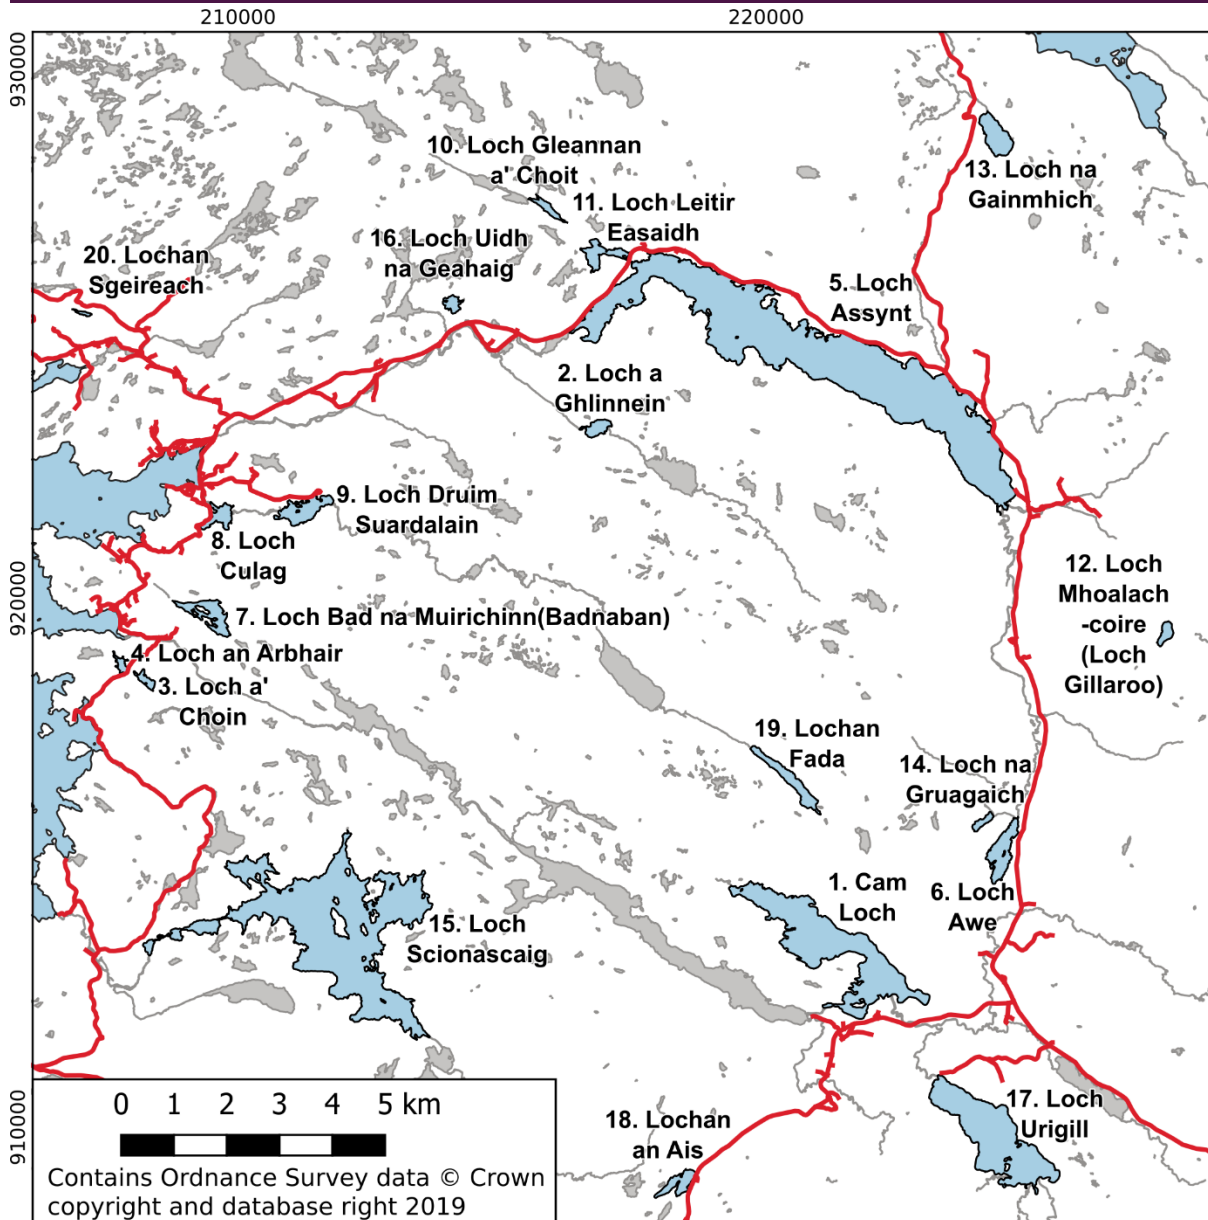 210000
220000
930000
10. Loch Gleannan
a' Choit
13. Loch na
Gainmhich
11. Loch Leitir
Easaidh
16. Loch Uidh
na Geahaig
20. Lochan
Sgeireach
5. Loch
Assynt
2. Loch a
Ghlinnein
9. Loch Druim
Suardalain
8. Loch
Culag
920000
12. Loch
Mhoalach
-coire
(Loch
Gillaroo)
7. Loch Bad na Muirichinn(Badnaban)
4. Loch an Arbhair
3. Loch a'
Choin
19. Lochan
Fada
14. Loch na
Gruagaich
1. Cam
Loch
6. Loch
Awe
15. Loch
Scionascaig
910000
17. Loch
Urigill
18. Lochan
an Ais
0 1 2 3 4 5 km
Contains Ordnance Survey data © Crown
copyright and database right 2019